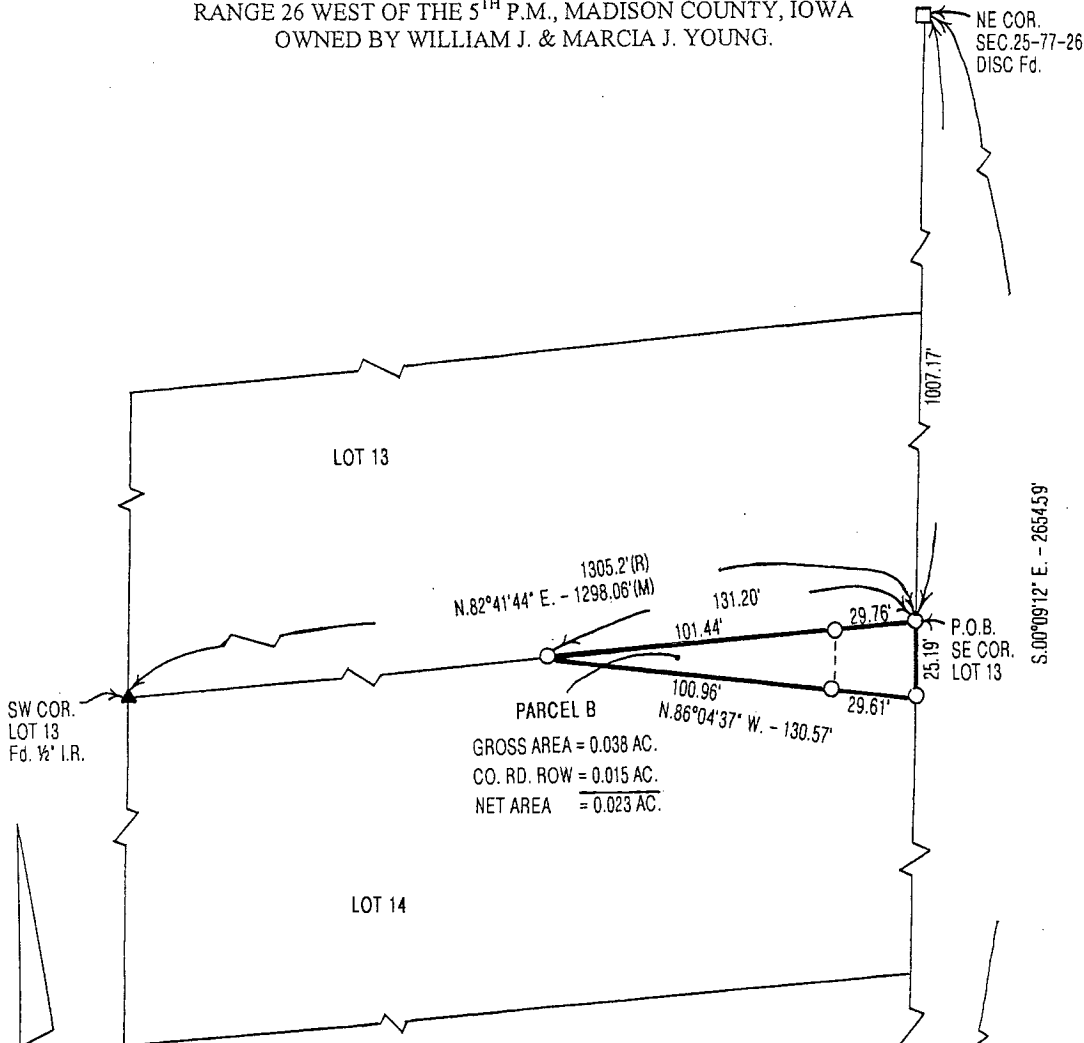 RANGE 26 WEST OF THE 5TH P.M., MADISON COUNTY, IOWA
OWNED BY WILLIAM J. & MARCIA J. YOUNG.
NE COR.
SEC.25-77-26
DISC Fd.
1007.17'
LOT 13
S.00°09'12" E. - 2654.59'
1305.2'(R)
N.82°41'44" E. - 1298.06'(M)
131.20'
101.44'
29.76'
P.O.B.
SE COR.
LOT 13
25.19'
SW COR.
LOT 13
Fd. ½" I.R.
100.96'
29.61'
N.86°04'37" W. - 130.57'
PARCEL B
GROSS AREA = 0.038 AC.
CO. RD. ROW = 0.015 AC.
NET AREA = 0.023 AC.
LOT 14